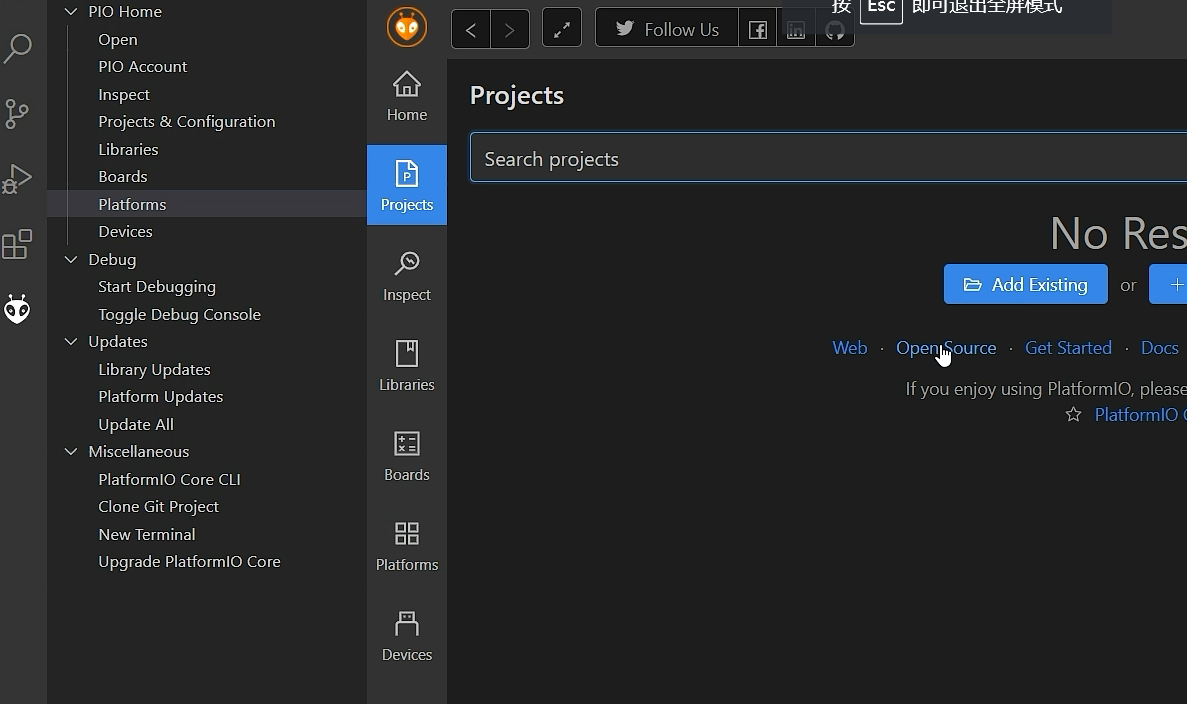 PIO Home
Open
PIO Account
Inspect
Projects & Configuration
Libraries
Boards
Platforms
Devices
Debug
Start Debugging
Toggle Debug Console
Updates
Library Updates
Platform Updates
Update All
Miscellaneous
PlatformIO Core CLI
Clone Git Project
New Terminal
Upgrade PlatformIO Core
Home
Projects
Inspect
Libraries
Boards
Platforms
Devices
按 Esc 即可退出全屏模式
Follow Us
Projects
Search projects
No Res
Add Existing or
Web · Open Source · Get Started · Docs
If you enjoy using PlatformIO, please
PlatformIO